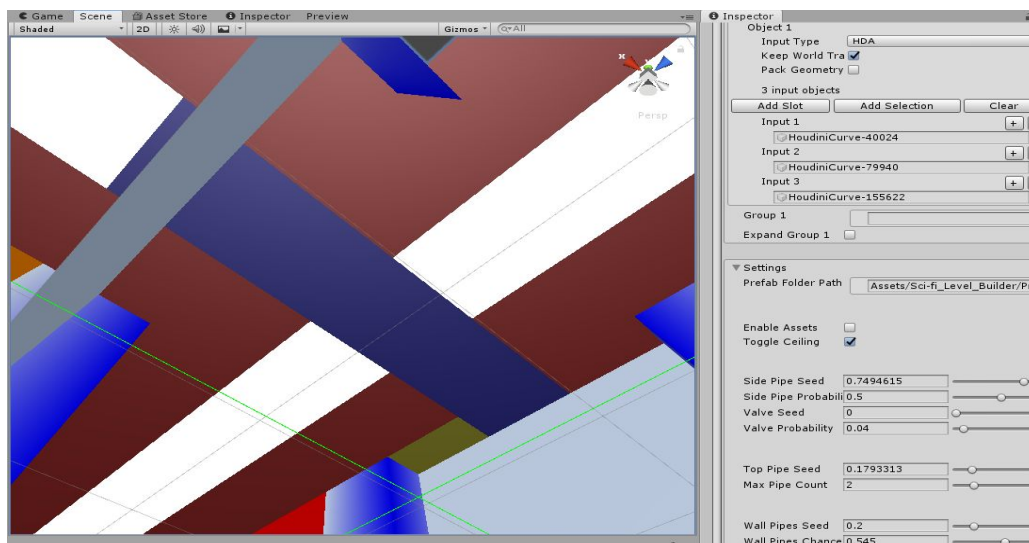 Game Scene Asset Store Inspector Preview
Shaded 2D Gizmos All
x
Persp
Inspector
Object 1
Input Type HDA
Keep World Tra
Pack Geometry
3 input objects
Add Slot Add Selection Clear
Input 1 +
HoudiniCurve-40024
Input 2 +
HoudiniCurve-79940
Input 3 +
HoudiniCurve-155622
Group 1
Expand Group 1
Settings
Prefab Folder Path Assets/Sci-fi_Level_Builder/Pr
Enable Assets
Toggle Ceiling
Side Pipe Seed 0.7494615
Side Pipe Probabili 0.5
Valve Seed 0
Valve Probability 0.04
Top Pipe Seed 0.1793313
Max Pipe Count 2
Wall Pipes Seed 0.2
Wall Pipes Chance 0.545